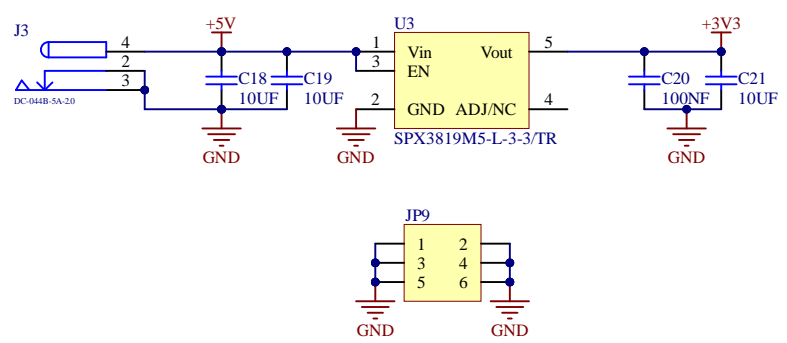 J3
4
2
3
DC-044B-5A-2.0
+5V
C18
10UF
C19
10UF
GND
U3
1 Vin Vout 5
3 EN
2 GND ADJ/NC 4
SPX3819M5-L-3-3/TR
GND
+3V3
C20
100NF
C21
10UF
GND
JP9
1 2
3 4
5 6
GND
GND